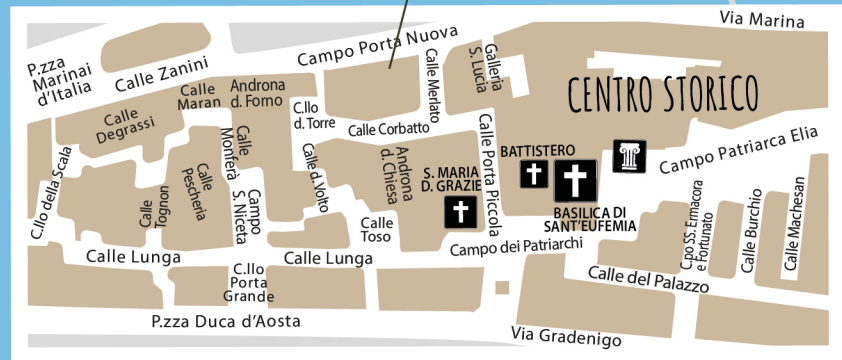 Via Marina
Campo Porta Nuova
P.zza
Marinai
d'Italia
Calle Zanini
Galleria
S. Lucia
Calle Merlato
Calle
Maran
Androna
d. Forno
CENTRO STORICO
C.llo
d. Torre
Calle
Degrassi
Calle Corbatto
Calle
Monferà
Calle Porta Piccola
Campo Patriarca Elia
BATTISTERO
C.llo della Scala
Calle
Pescheria
Calle d. Volto
Androna
d. Chiesa
S. MARIA
D. GRAZIE
Calle
Tognon
Campo
S. Niceta
Calle
Toso
BASILICA DI
SANT'EUFEMIA
C.po SS. Ermacora
e Fortunato
Calle Burchio
Calle Machesan
Campo dei Patriarchi
Calle Lunga
Calle Lunga
C.llo
Porta
Grande
Calle del Palazzo
P.zza Duca d'Aosta
Via Gradenigo